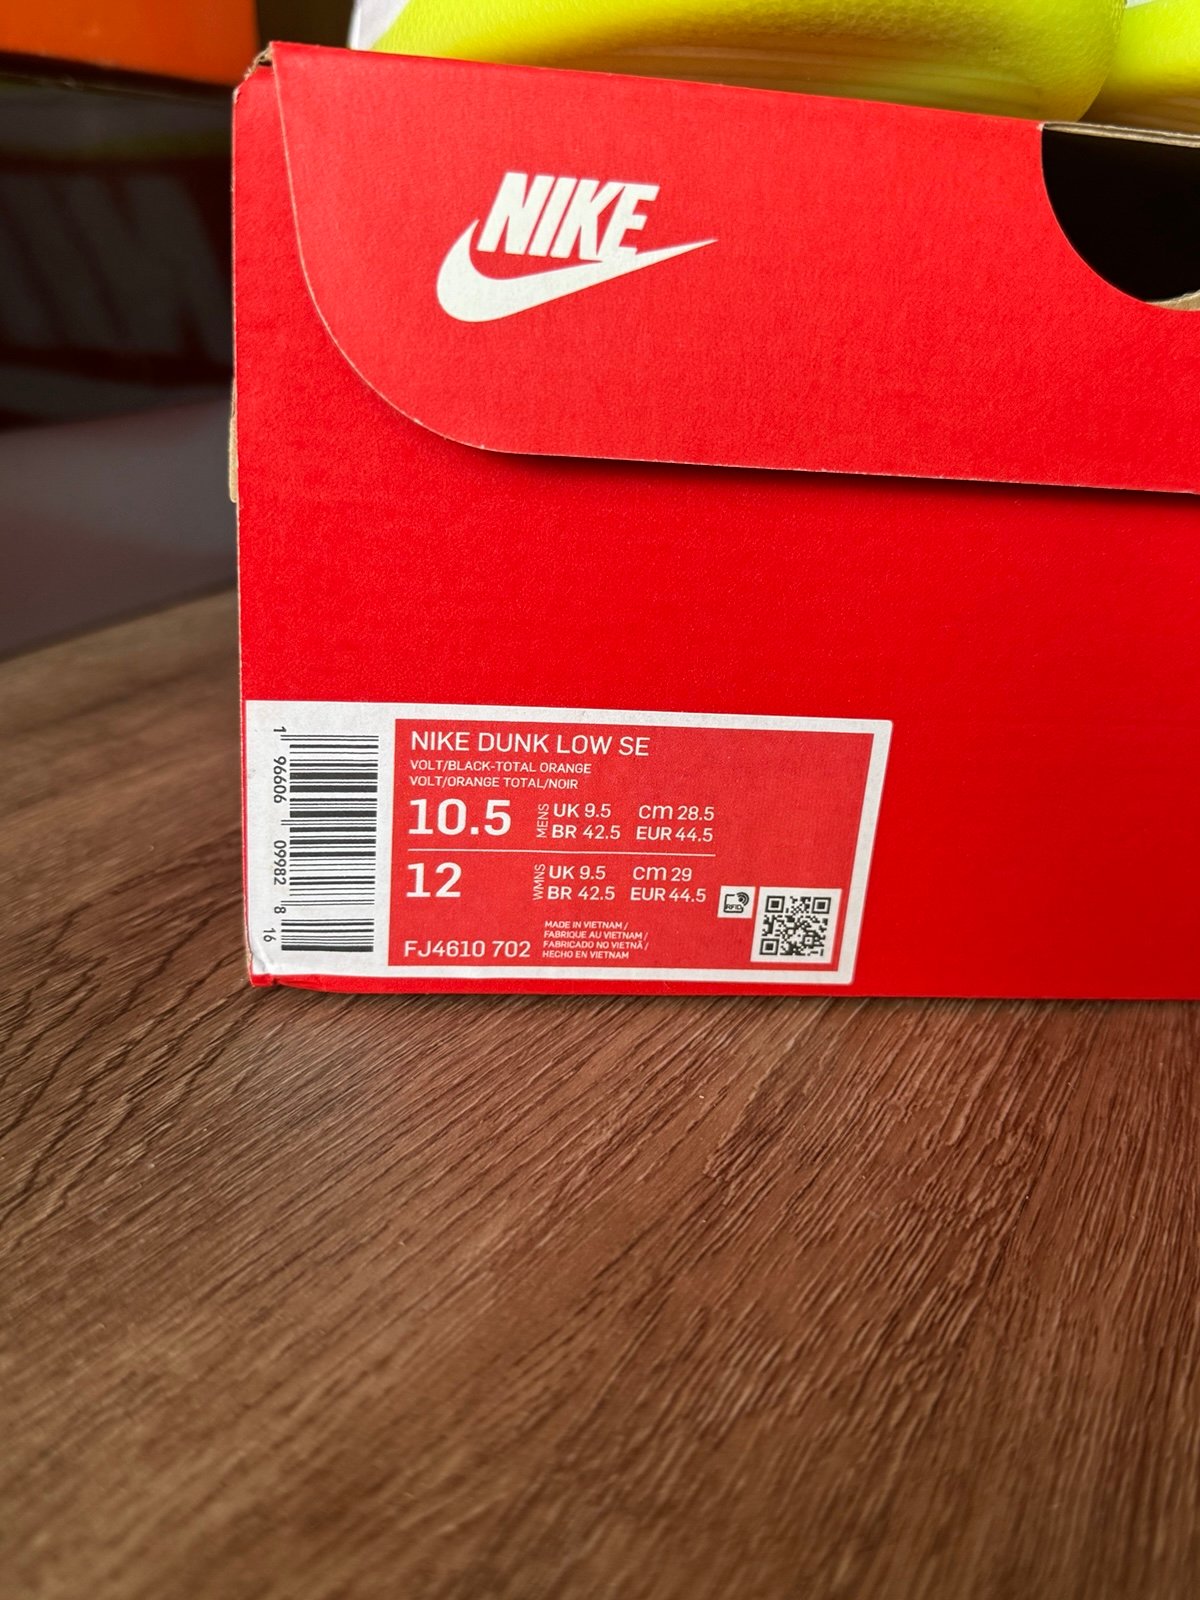 NIKE
NIKE DUNK LOW SE
VOLT/BLACK-TOTAL ORANGE
VOLT/ORANGE TOTAL/NOIR
10.5 MENS UK 9.5 cm 28.5
BR 42.5 EUR 44.5
12 WMNS UK 9.5 cm 29
BR 42.5 EUR 44.5
RFID
FJ4610 702
MADE IN VIETNAM /
FABRIQUE AU VIETNAM /
FABRICADO NO VIETNÃ /
HECHO EN VIETNAM
1 96606 09982 8 16